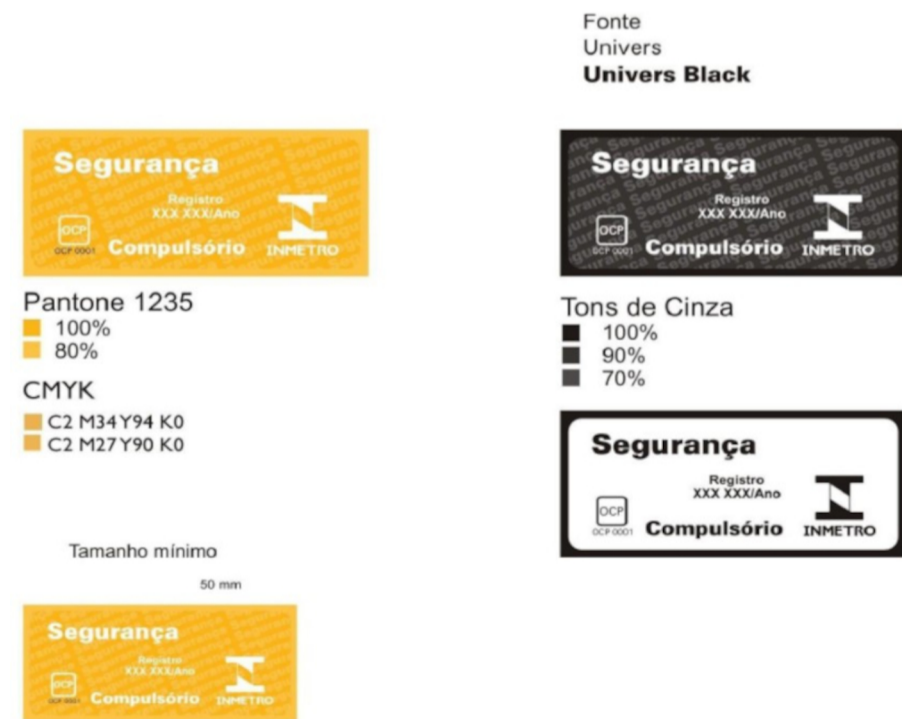 Fonte
Univers
Univers Black
Segurança
Registro
XXX XXX/Ano
OCP
OCP 0001
Compulsório
INMETRO
Pantone 1235
100%
80%
CMYK
C2 M34 Y94 K0
C2 M27 Y90 K0
Segurança
Registro
XXX XXX/Ano
OCP
OCP 0001
Compulsório
INMETRO
Tons de Cinza
100%
90%
70%
Segurança
Registro
XXX XXX/Ano
OCP
OCP 0001
Compulsório
INMETRO
Tamanho mínimo
50 mm
Segurança
Registro
XXX XXX/Ano
OCP
OCP 0001
Compulsório
INMETRO